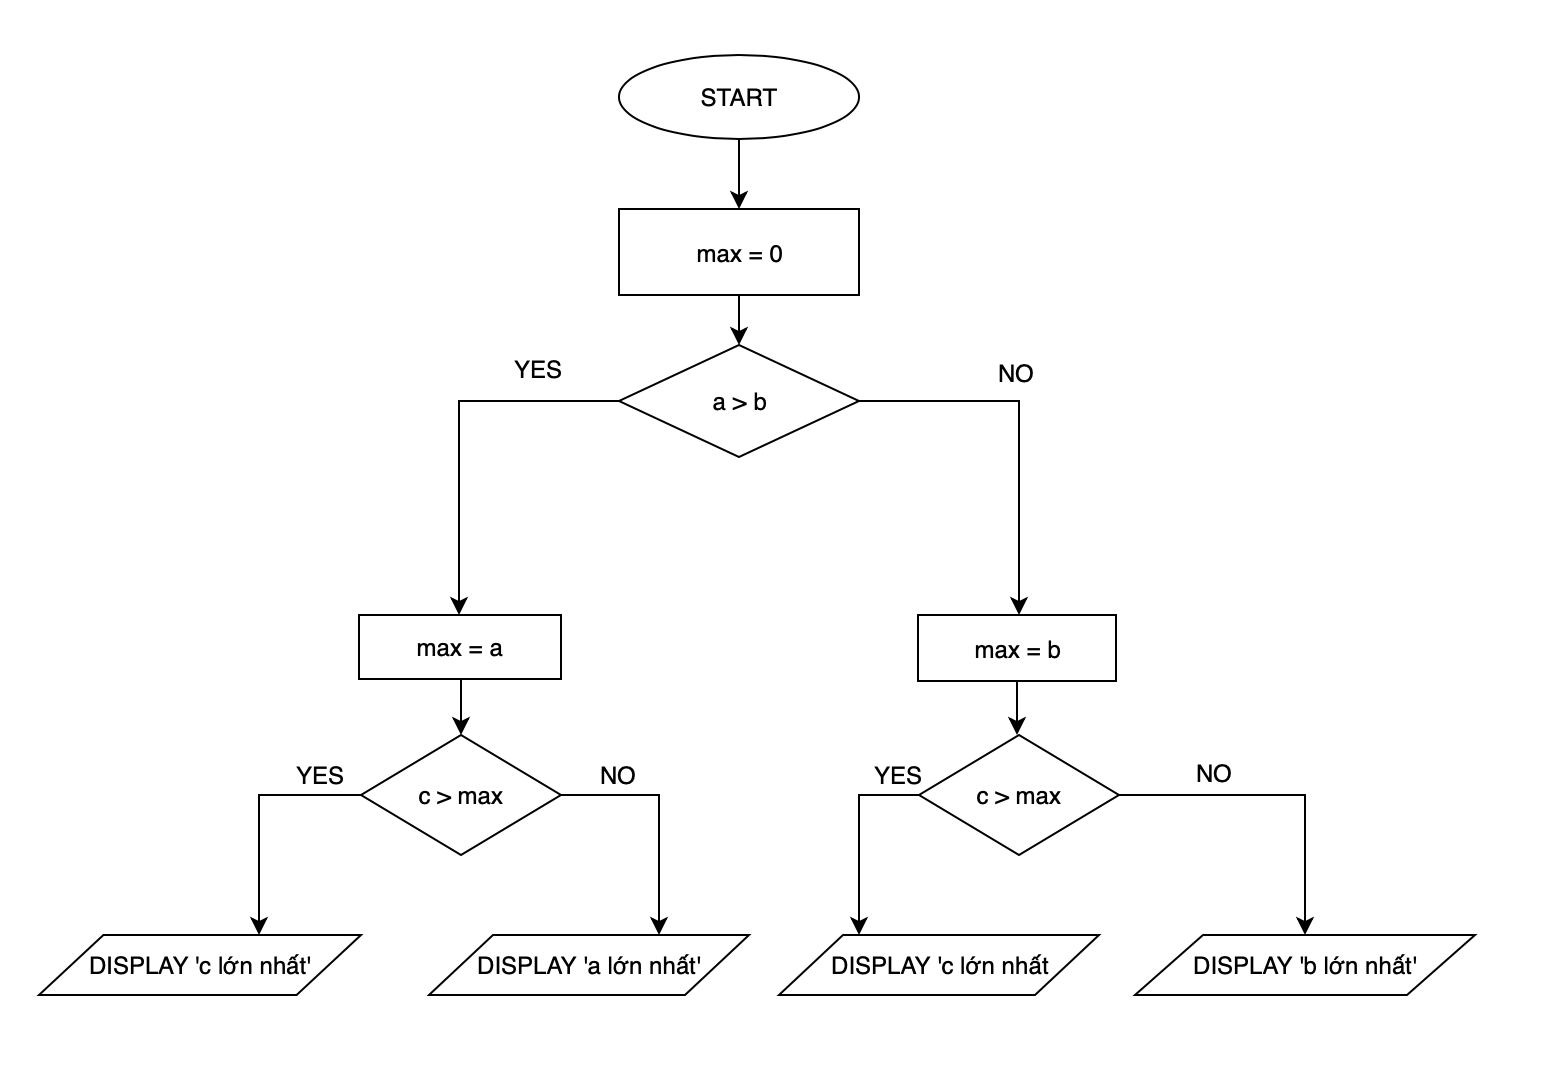 START
max = 0
YES
a > b
NO
max = a
max = b
YES
c > max
NO
YES
c > max
NO
DISPLAY 'c lớn nhất'
DISPLAY 'a lớn nhất'
DISPLAY 'c lớn nhất
DISPLAY 'b lớn nhất'